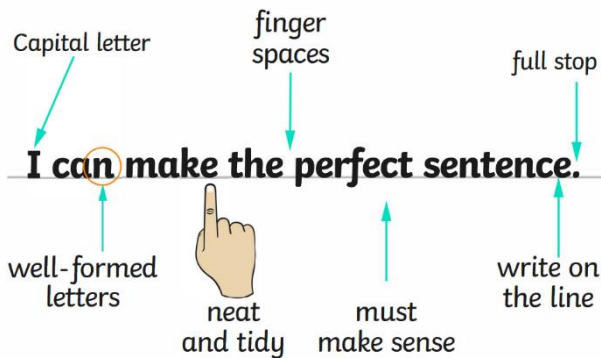 Capital letter
finger
spaces
full stop
I can make the perfect sentence.
well-formed
letters
neat
and tidy
must
make sense
write on
the line